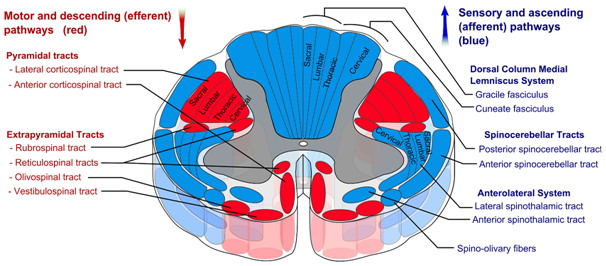 Motor and descending (efferent)
pathways (red)
Pyramidal tracts
- Lateral corticospinal tract
- Anterior corticospinal tract
Extrapyramidal Tracts
- Rubrospinal tract
- Reticulospinal tracts
- Olivospinal tract
- Vestibulospinal tract
Sacral
Lumbar
Thoracic
Cervical
Sacral
Lumbar
Thoracic
Cervical
Cervical
Thoracic
Lumbar
Sacral
Sensory and ascending
(afferent) pathways
(blue)
Dorsal Column Medial
Lemniscus System
Gracile fasciculus
Cuneate fasciculus
Spinocerebellar Tracts
Posterior spinocerebellar tract
Anterior spinocerebellar tract
Anterolateral System
Lateral spinothalamic tract
Anterior spinothalamic tract
Spino-olivary fibers